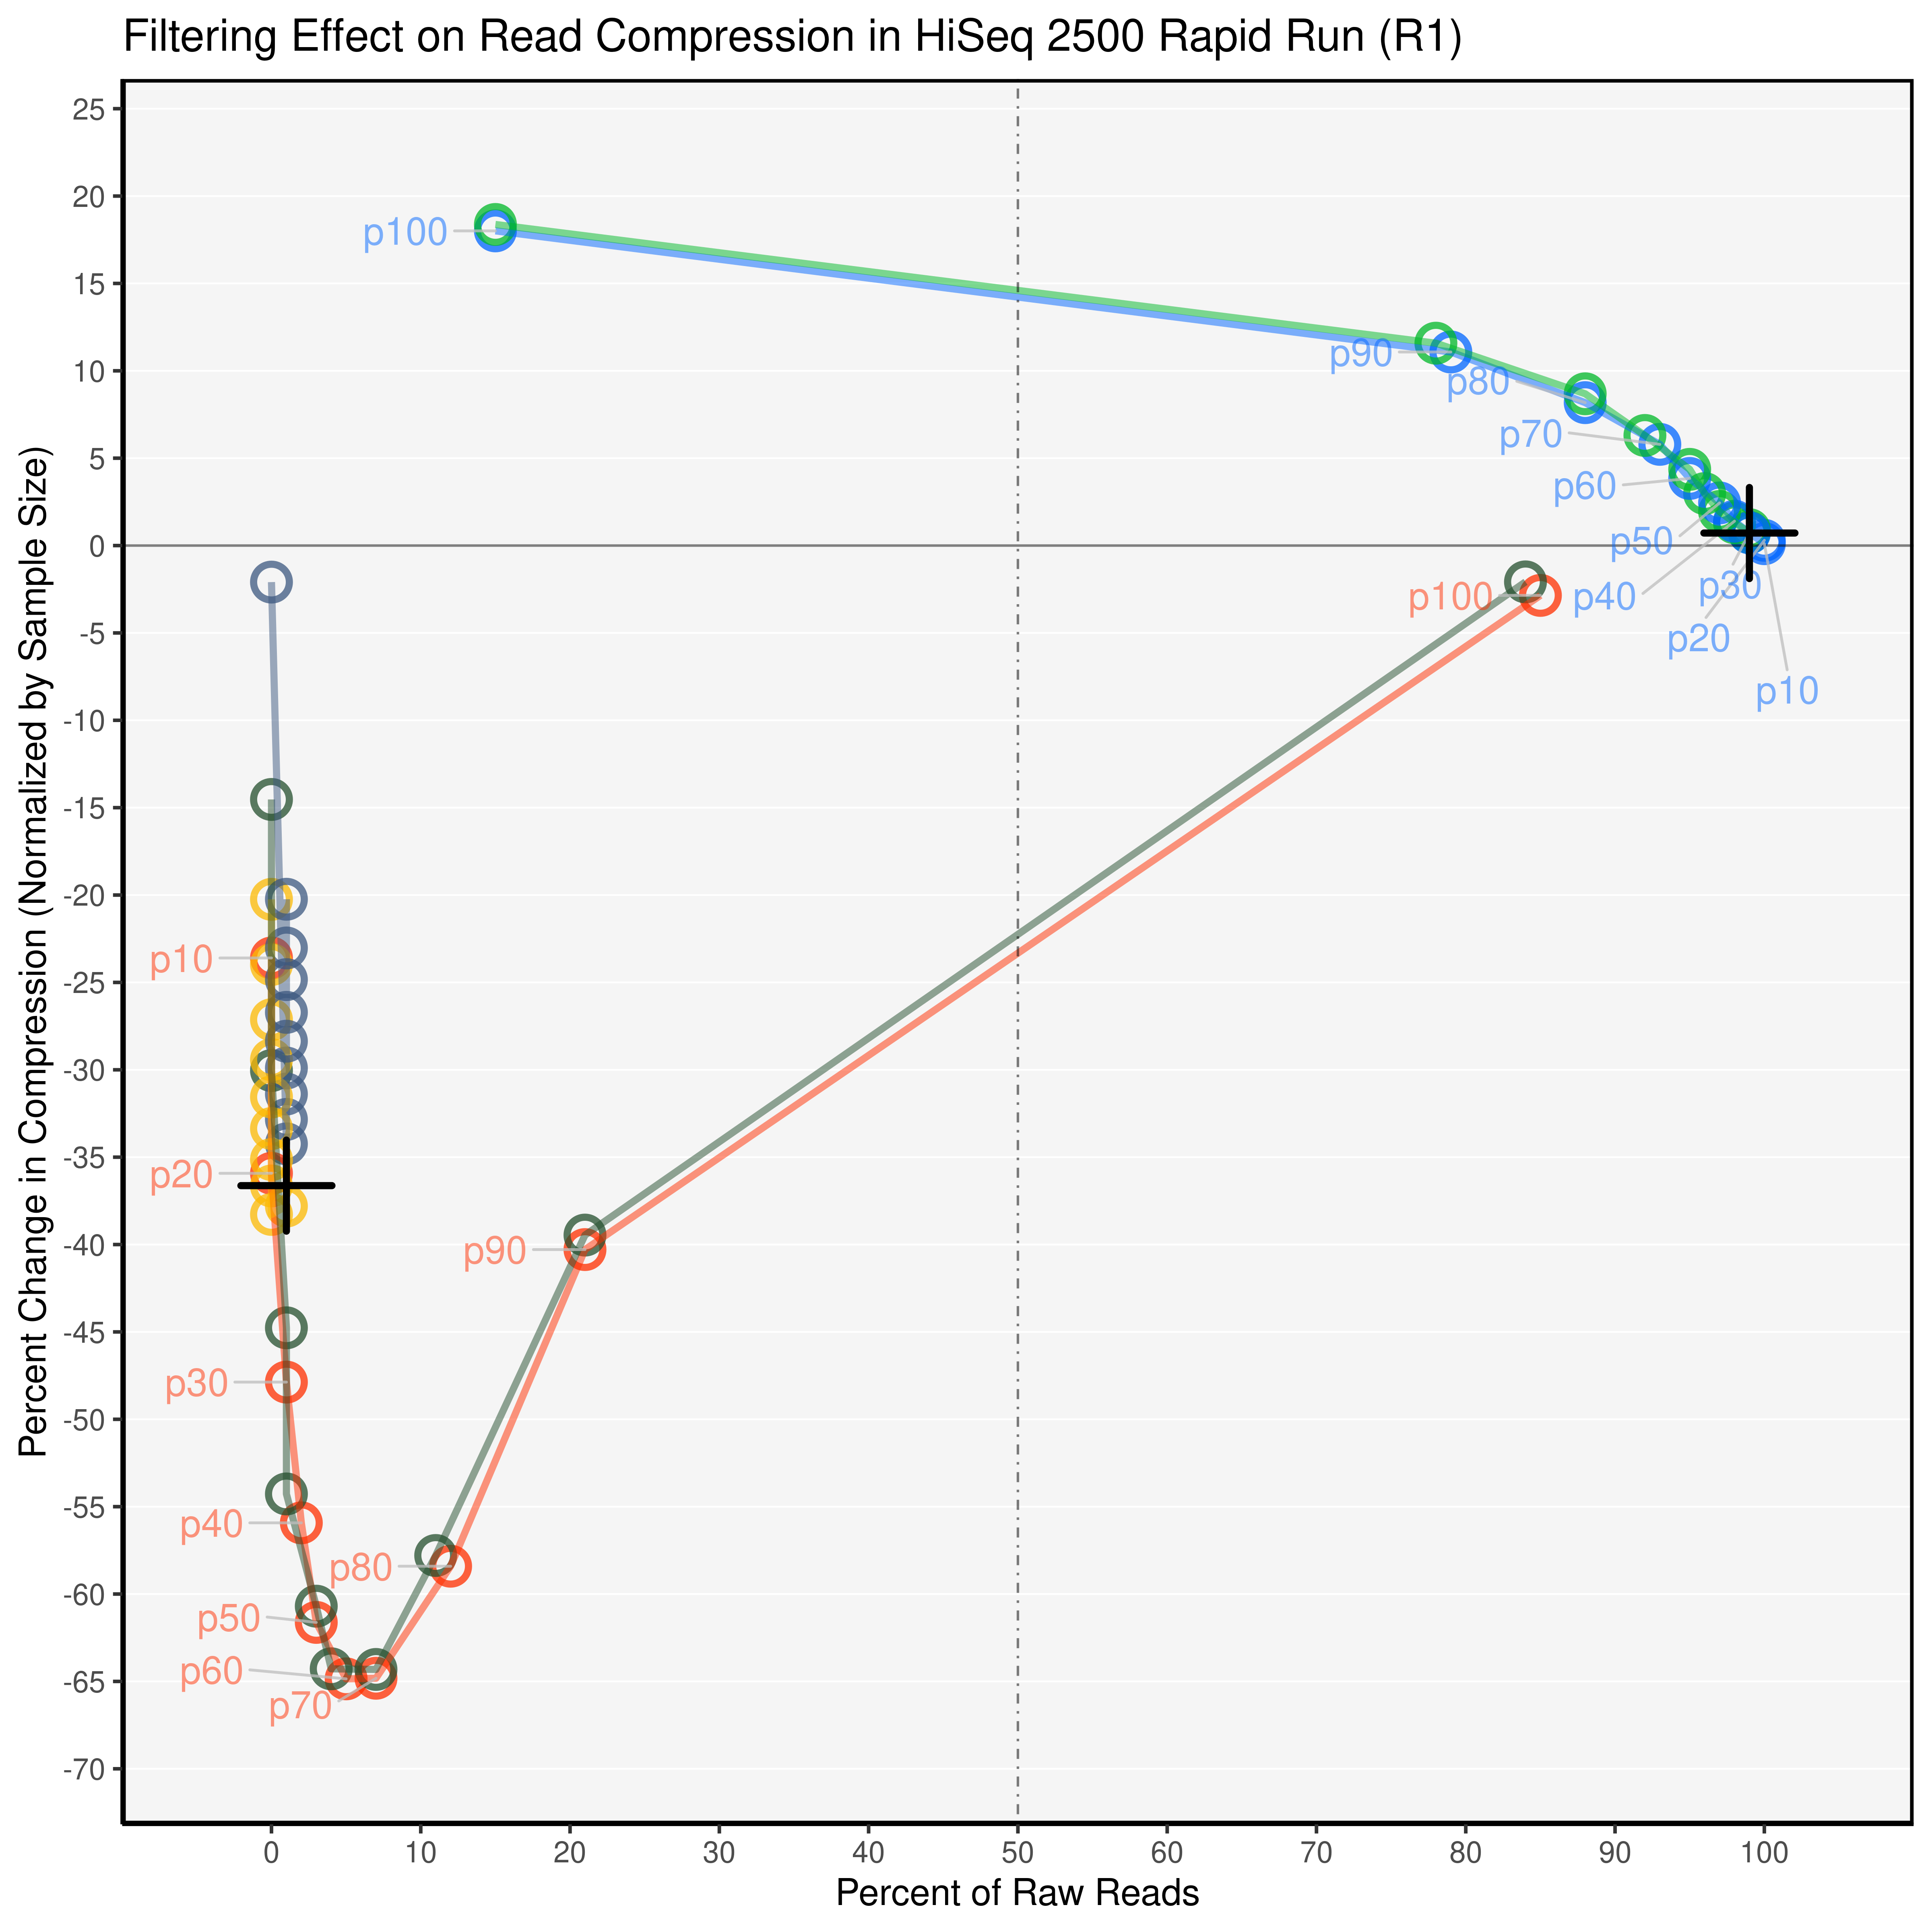 Filtering Effect on Read Compression in HiSeq 2500 Rapid Run (R1)
Percent Change in Compression (Normalized by Sample Size)
25
20
15
10
5
0
-5
-10
-15
-20
-25
-30
-35
-40
-45
-50
-55
-60
-65
-70
p100
p90
p80
p70
p60
p50
p40
p30
p20
p10
p100
p10
p20
p90
p30
p40
p80
p50
p60
p70
0 10 20 30 40 50 60 70 80 90 100
Percent of Raw Reads